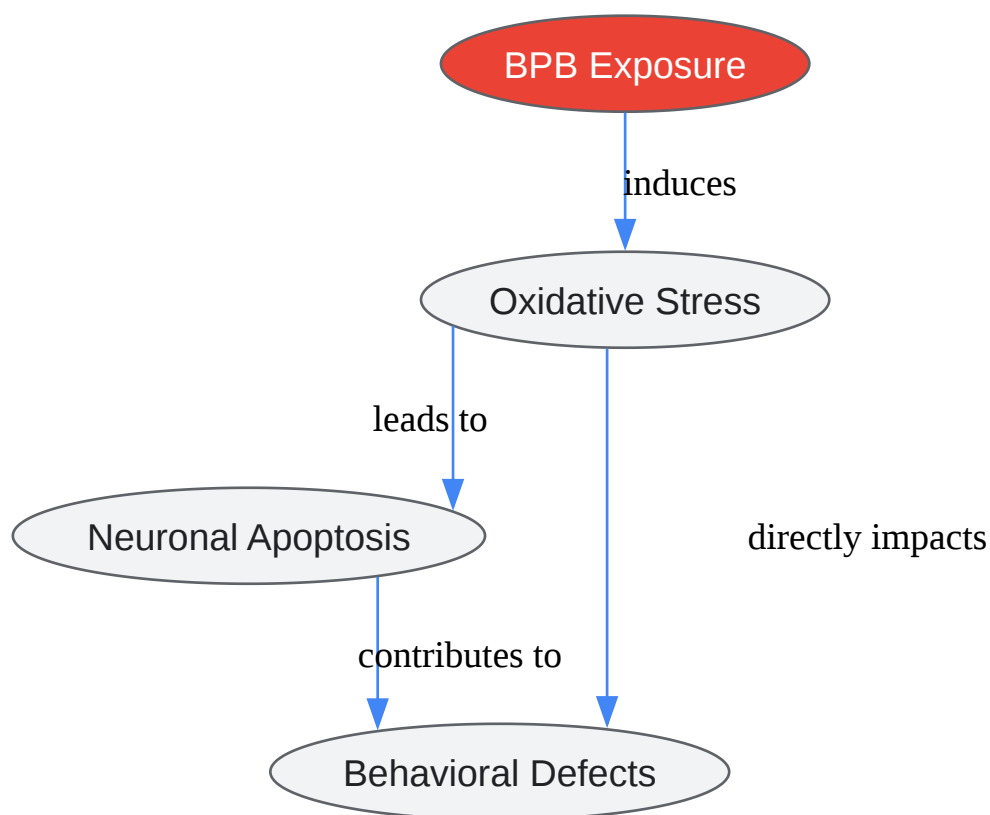 BPB Exposure
induces
Oxidative Stress
leads to
Neuronal Apoptosis
directly impacts
contributes to
Behavioral Defects